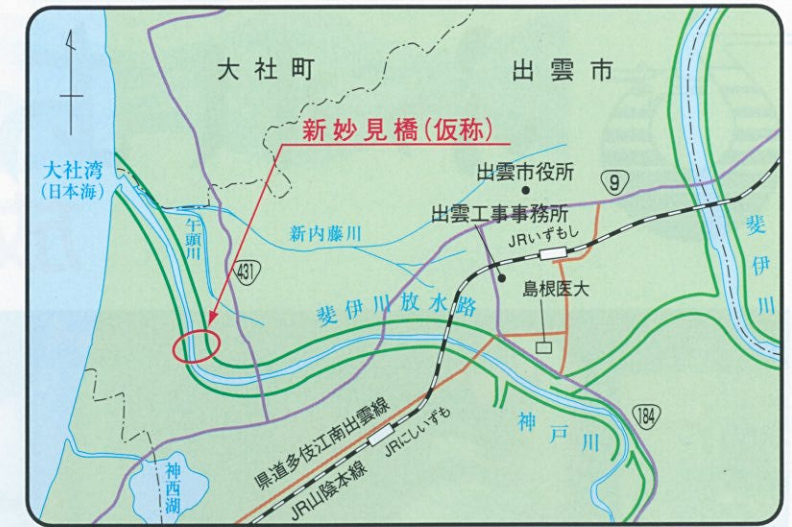 大社町
出雲市
新妙見橋(仮称)
大社湾
(日本海)
出雲市役所
9
出雲工事事務所
JRいずもし
午頭川
新内藤川
431
斐伊川放水路
島根医大
斐伊川
神戸川
184
県道多伎江南出雲線
JRにしいずも
JR山陰本線
神西湖